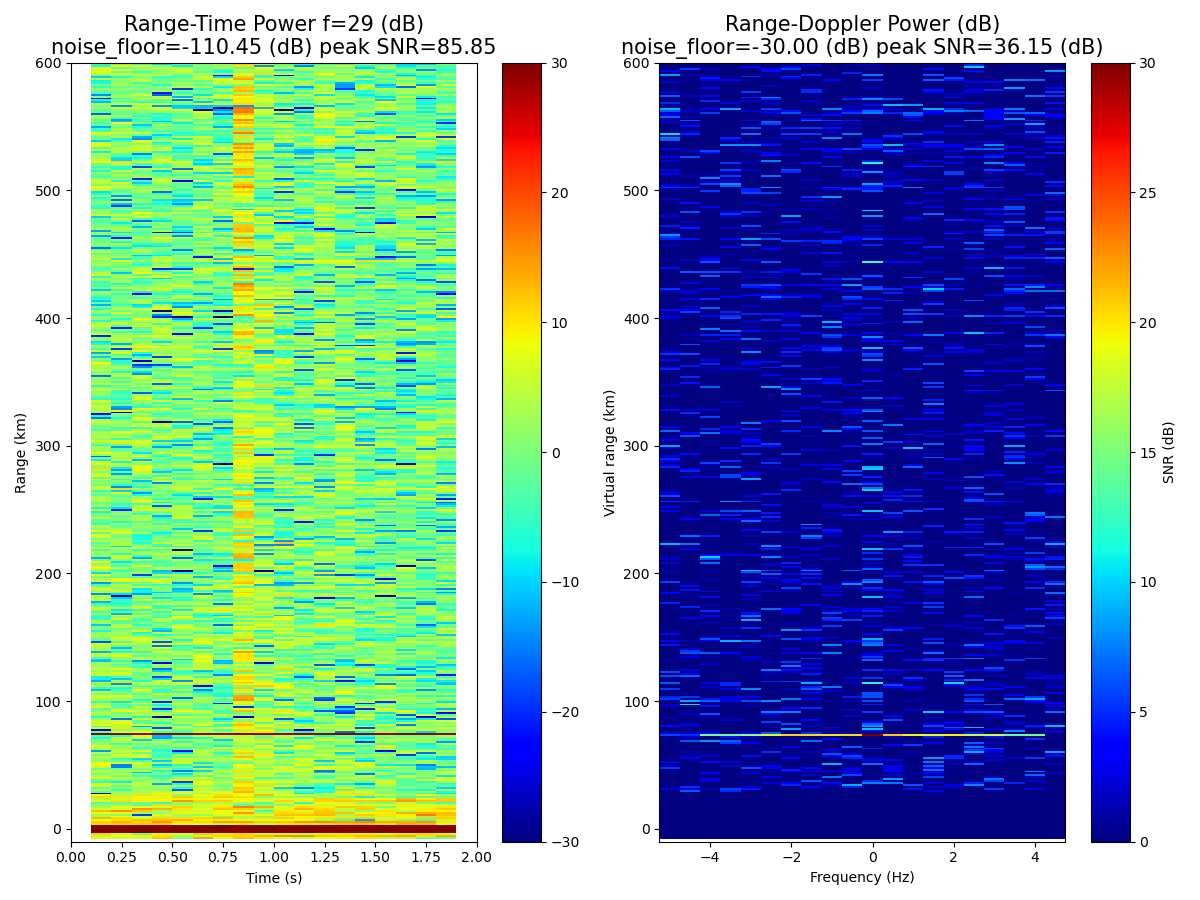 Range-Time Power f=29 (dB)
noise_floor=-110.45 (dB) peak SNR=85.85
Range-Doppler Power (dB)
noise_floor=-30.00 (dB) peak SNR=36.15 (dB)
600
500
400
300
200
100
0
Range (km)
0.00 0.25 0.50 0.75 1.00 1.25 1.50 1.75 2.00
Time (s)
30
20
10
0
−10
−20
−30
600
500
400
300
200
100
0
Virtual range (km)
−4 −2 0 2 4
Frequency (Hz)
30
25
20
15
10
5
0
SNR (dB)